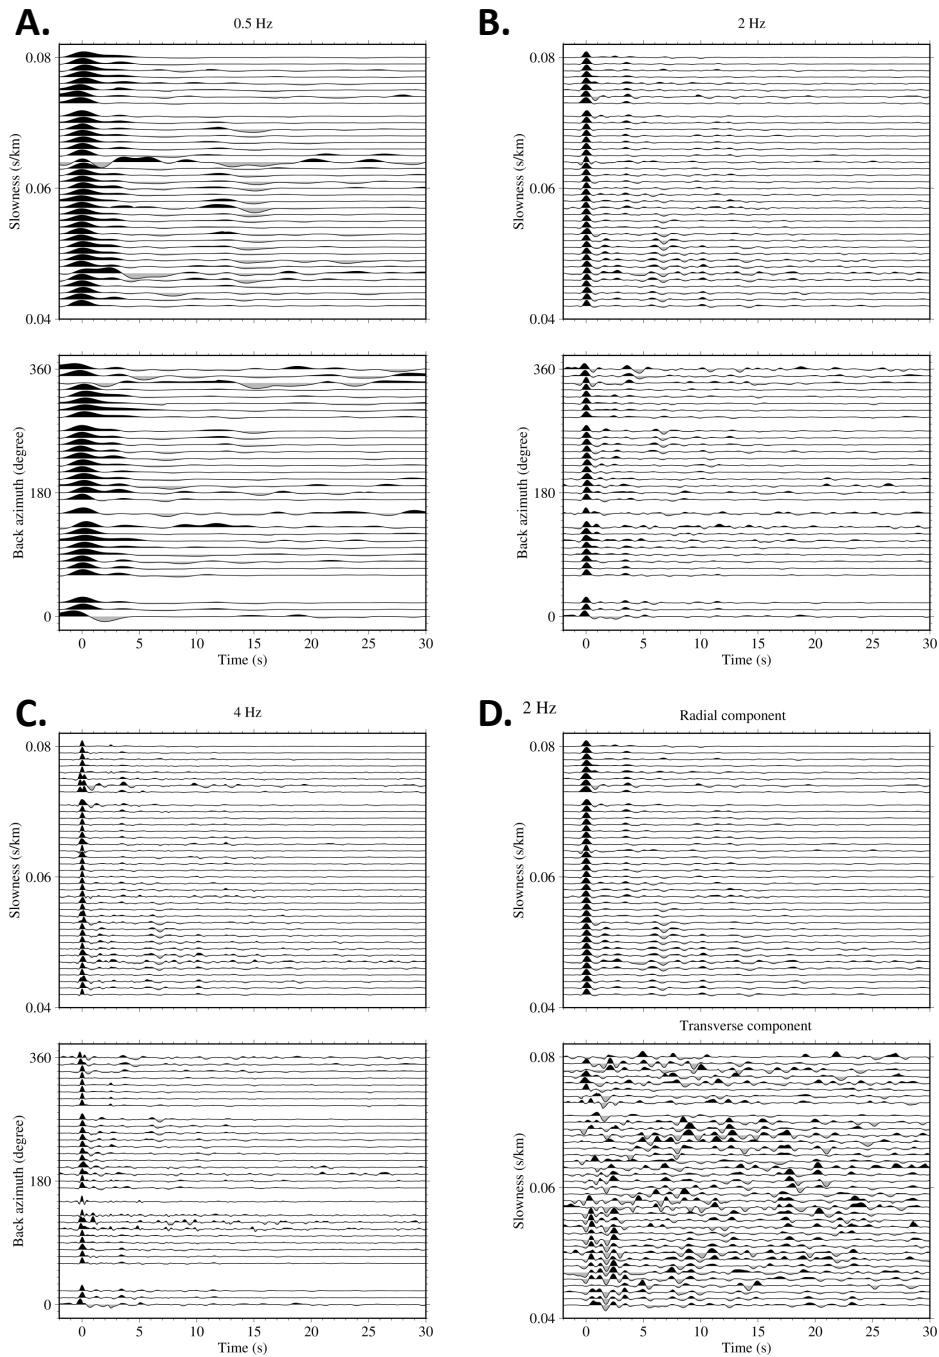 A.
0.5 Hz
0.08
0.06
0.04
Slowness (s/km)
360
180
0
Back azimuth (degree)
0 5 10 15 20 25 30
Time (s)
B.
2 Hz
0.08
0.06
0.04
Slowness (s/km)
360
180
0
Back azimuth (degree)
0 5 10 15 20 25 30
Time (s)
C.
4 Hz
0.08
0.06
0.04
Slowness (s/km)
360
180
0
Back azimuth (degree)
0 5 10 15 20 25 30
Time (s)
D. 2 Hz
Radial component
0.08
0.06
0.04
Slowness (s/km)
Transverse component
0.08
0.06
0.04
Slowness (s/km)
0 5 10 15 20 25 30
Time (s)